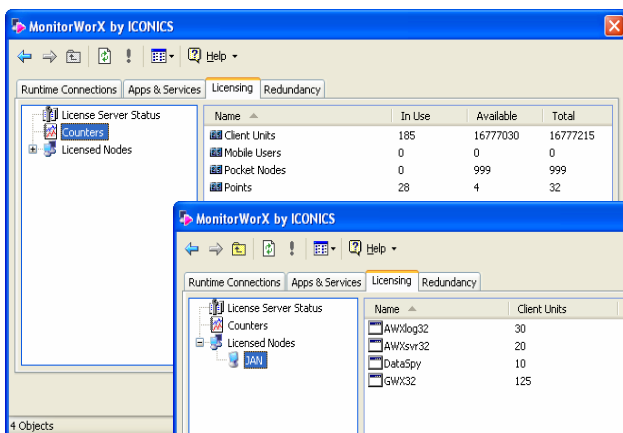 MonitorWorX by ICONICS
Help
Runtime Connections Apps & Services Licensing Redundancy
License Server Status
Counters
Licensed Nodes
Name In Use Available Total
Client Units 185 16777030 16777215
Mobile Users 0 0 0
Pocket Nodes 0 999 999
Points 28 4 32
4 Objects
MonitorWorX by ICONICS
Help
Runtime Connections Apps & Services Licensing Redundancy
License Server Status
Counters
Licensed Nodes
JAN
Name Client Units
AWXlog32 30
AWXsvr32 20
DataSpy 10
GWX32 125